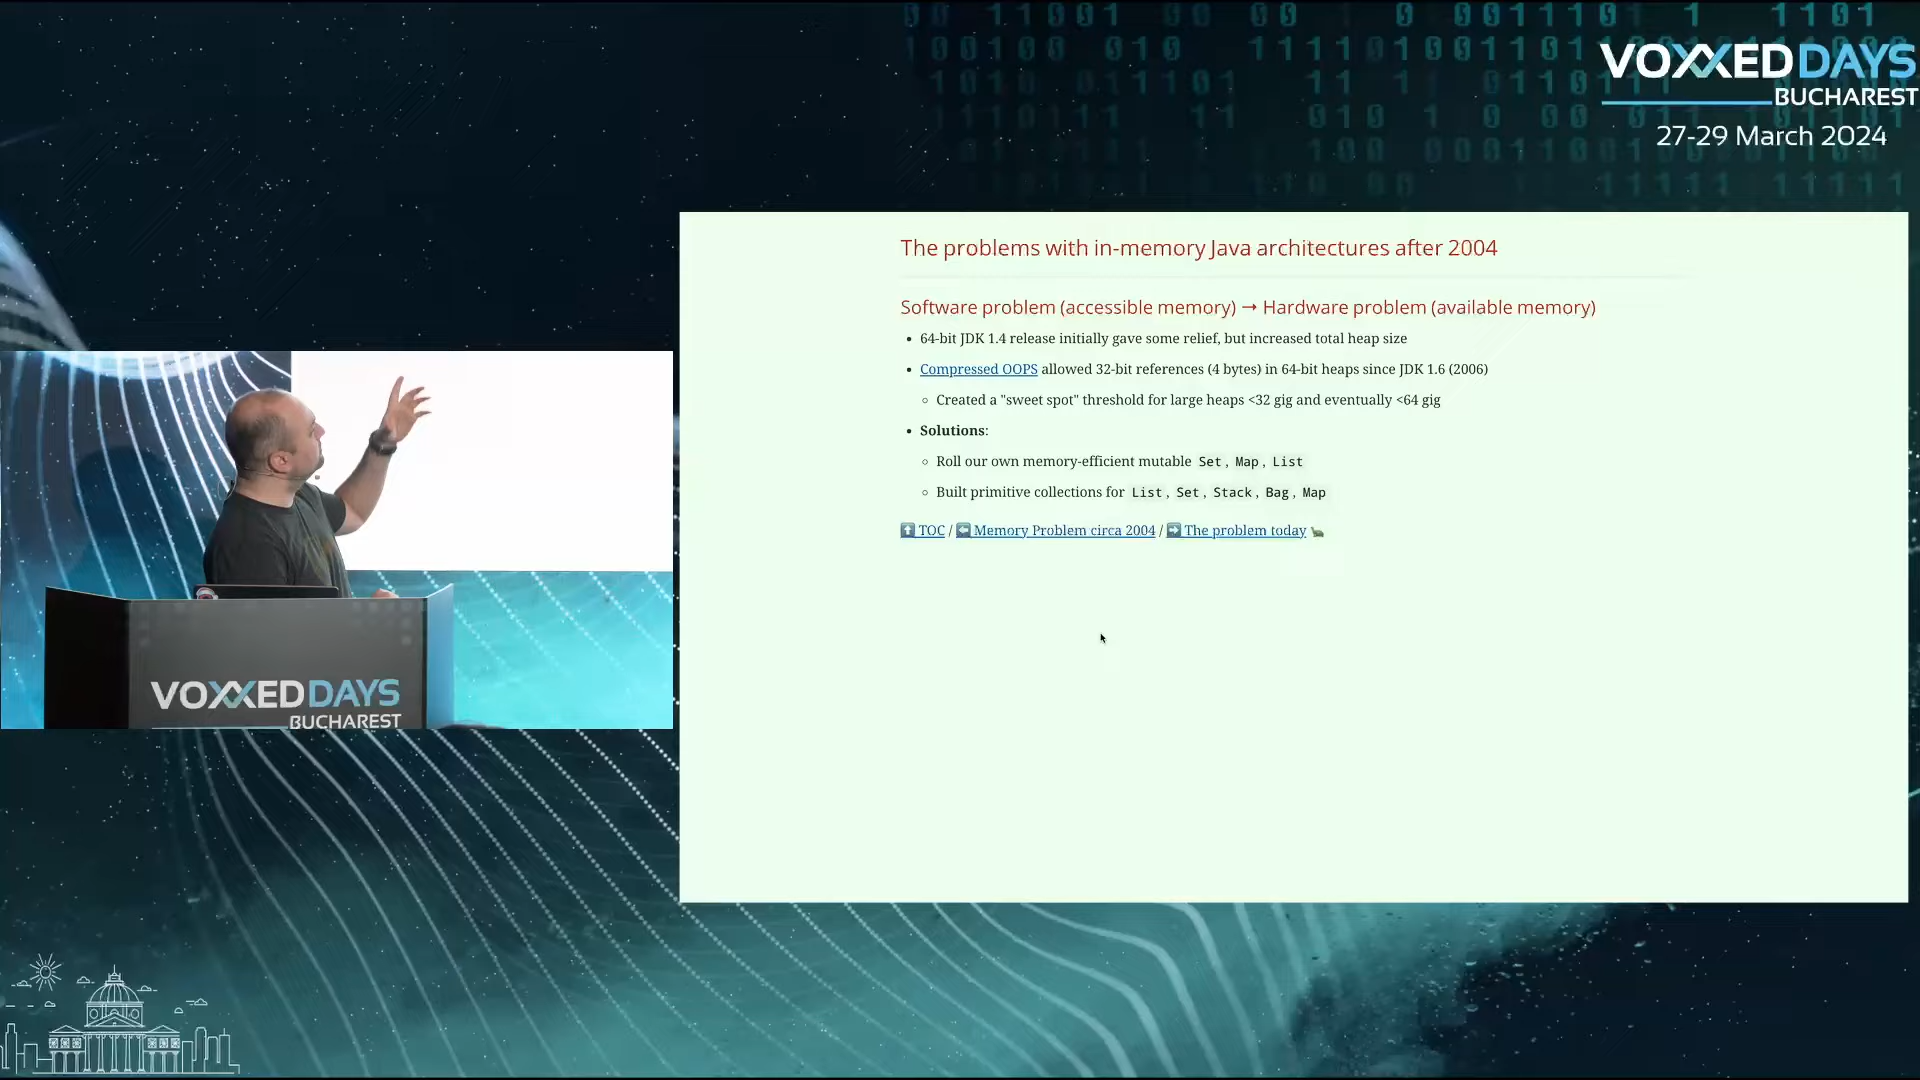 VOXXEDDAYS
BUCHAREST
27-29 March 2024
The problems with in-memory Java architectures after 2004
Software problem (accessible memory) → Hardware problem (available memory)
• 64-bit JDK 1.4 release initially gave some relief, but increased total heap size
• Compressed OOPS allowed 32-bit references (4 bytes) in 64-bit heaps since JDK 1.6 (2006)
◦ Created a "sweet spot" threshold for large heaps <32 gig and eventually <64 gig
• Solutions:
◦ Roll our own memory-efficient mutable Set, Map, List
◦ Built primitive collections for List, Set, Stack, Bag, Map
⬆️ TOC / ⬅️ Memory Problem circa 2004 / ➡️ The problem today 🐢
VOXXEDDAYS
BUCHAREST